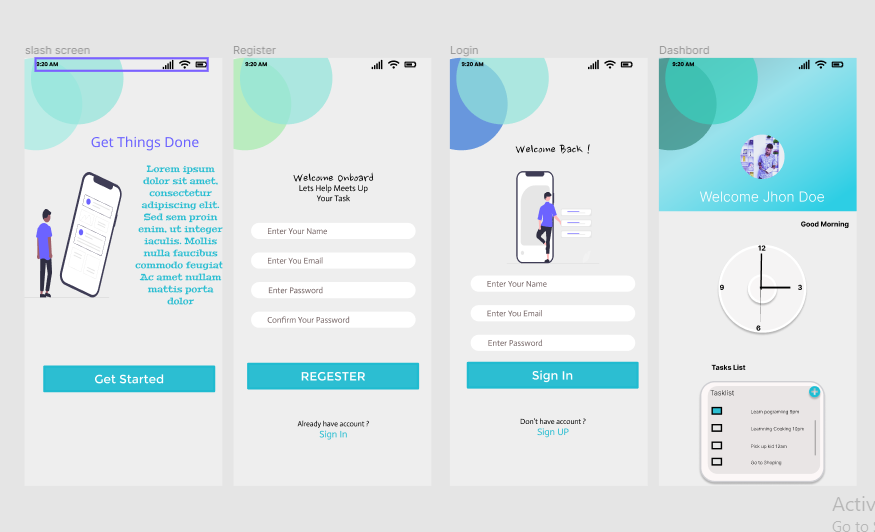 slash screen
9:20 AM
Get Things Done
Lorem ipsum
dolor sit amet,
consectetur
adipiscing elit.
Sed sem proin
enim, ut integer
iaculis. Mollis
nulla faucibus
commodo feugiat
Ac amet nullam
mattis porta
dolor
Get Started
Register
9:20 AM
Welcome Onboard
Lets Help Meets Up
Your Task
Enter Your Name
Enter You Email
Enter Password
Confirm Your Password
REGESTER
Already have account ?
Sign In
Login
9:20 AM
Welcome Back !
Enter Your Name
Enter You Email
Enter Password
Sign In
Don't have account ?
Sign UP
Dashbord
9:20 AM
Welcome Jhon Doe
Good Morning
12
9
3
6
Tasks List
Tasklist
Learnning Cooking 10pm
Pick up kid 12am
Go to Shoping
Activ
Go to S